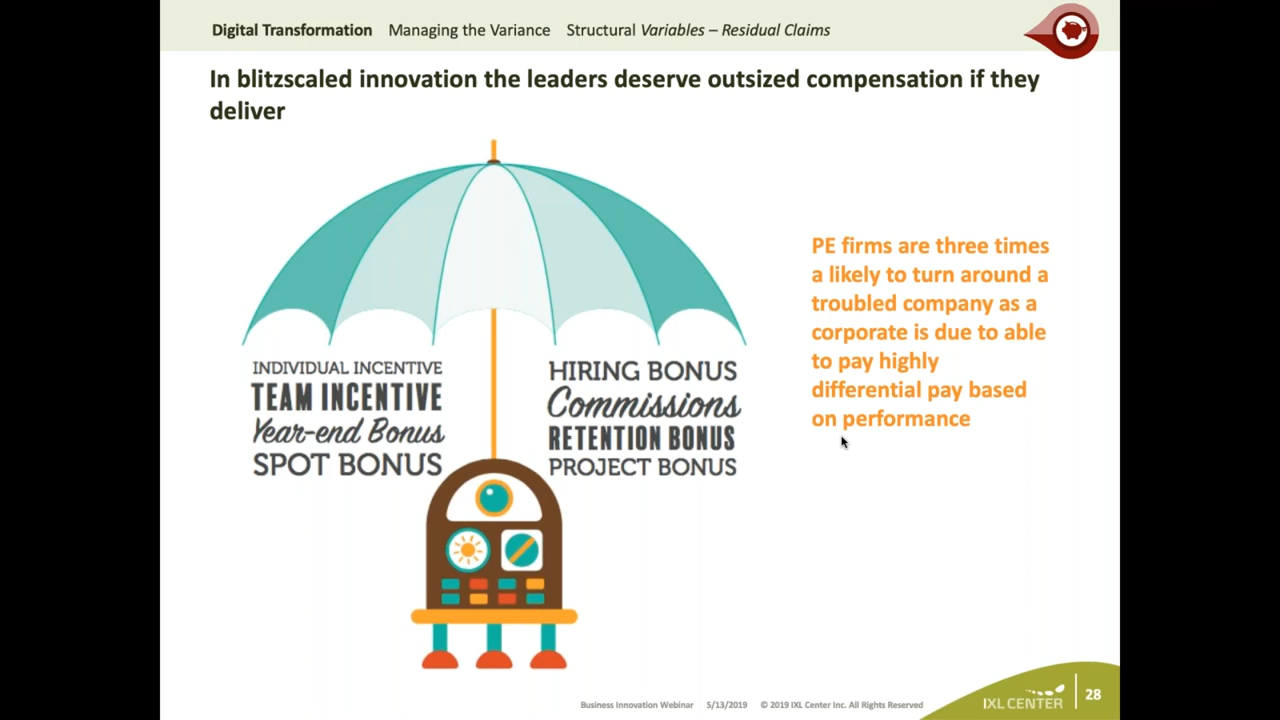 Digital Transformation Managing the Variance Structural Variables – Residual Claims
In blitzscaled innovation the leaders deserve outsized compensation if they
deliver
INDIVIDUAL INCENTIVE
TEAM INCENTIVE
Year-end Bonus
SPOT BONUS
HIRING BONUS
Commissions
RETENTION BONUS
PROJECT BONUS
PE firms are three times
a likely to turn around a
troubled company as a
corporate is due to able
to pay highly
differential pay based
on performance
Business Innovation Webinar 5/13/2019 © 2019 IXL Center Inc. All Rights Reserved
IXL CENTER
28